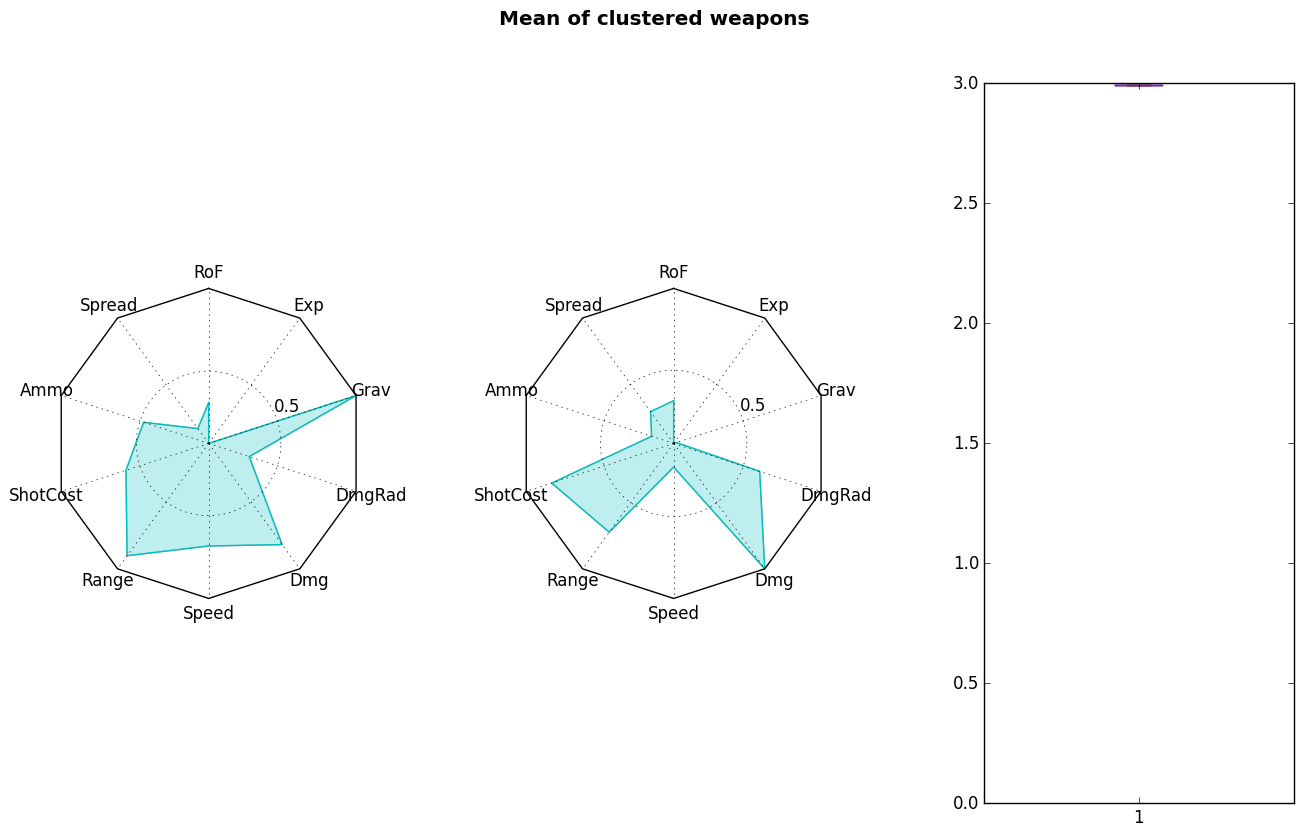 Mean of clustered weapons
RoF
Spread
Exp
Ammo
Grav
0.5
ShotCost
DmgRad
Range
Dmg
Speed
RoF
Spread
Exp
Ammo
Grav
0.5
ShotCost
DmgRad
Range
Dmg
Speed
3.0
2.5
2.0
1.5
1.0
0.5
0.0
1